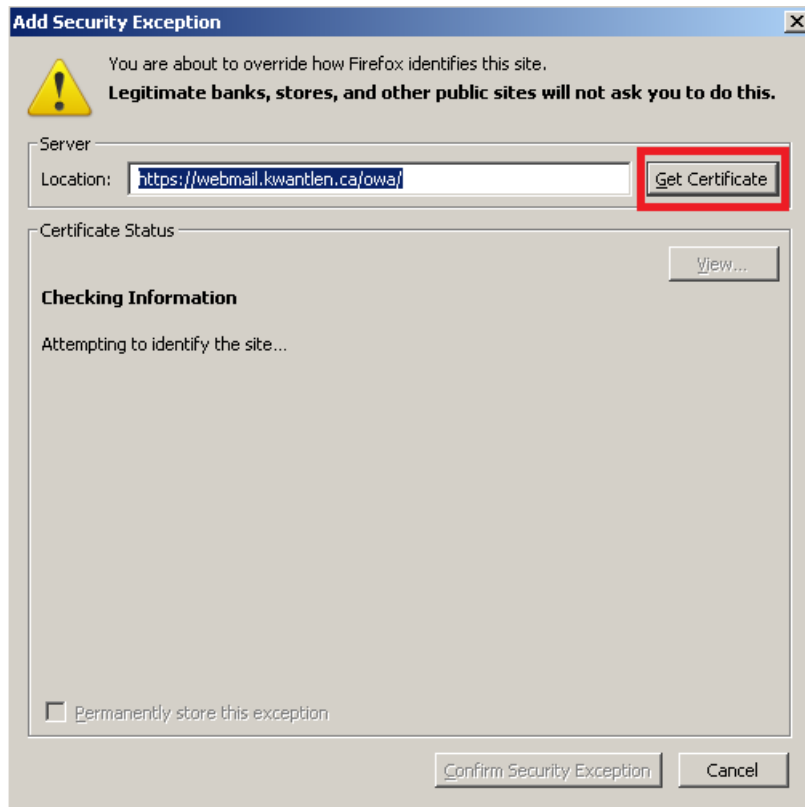 Add Security Exception
You are about to override how Firefox identifies this site.
Legitimate banks, stores, and other public sites will not ask you to do this.
Server
Location: https://webmail.kwantlen.ca/owa/ Get Certificate
Certificate Status
View...
Checking Information
Attempting to identify the site...
Permanently store this exception
Confirm Security Exception Cancel